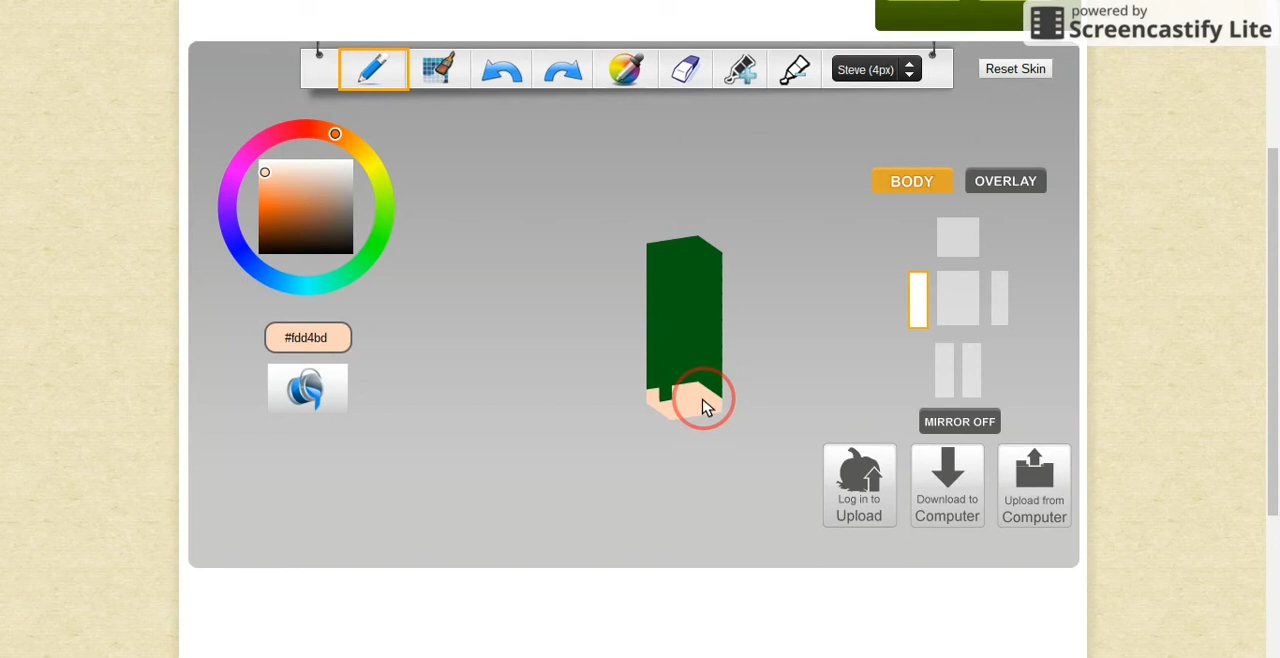 powered by
Screencastify Lite
Steve (4px)
Reset Skin
BODY
OVERLAY
#fdd4bd
MIRROR OFF
Log in to
Upload
Download to
Computer
Upload from
Computer